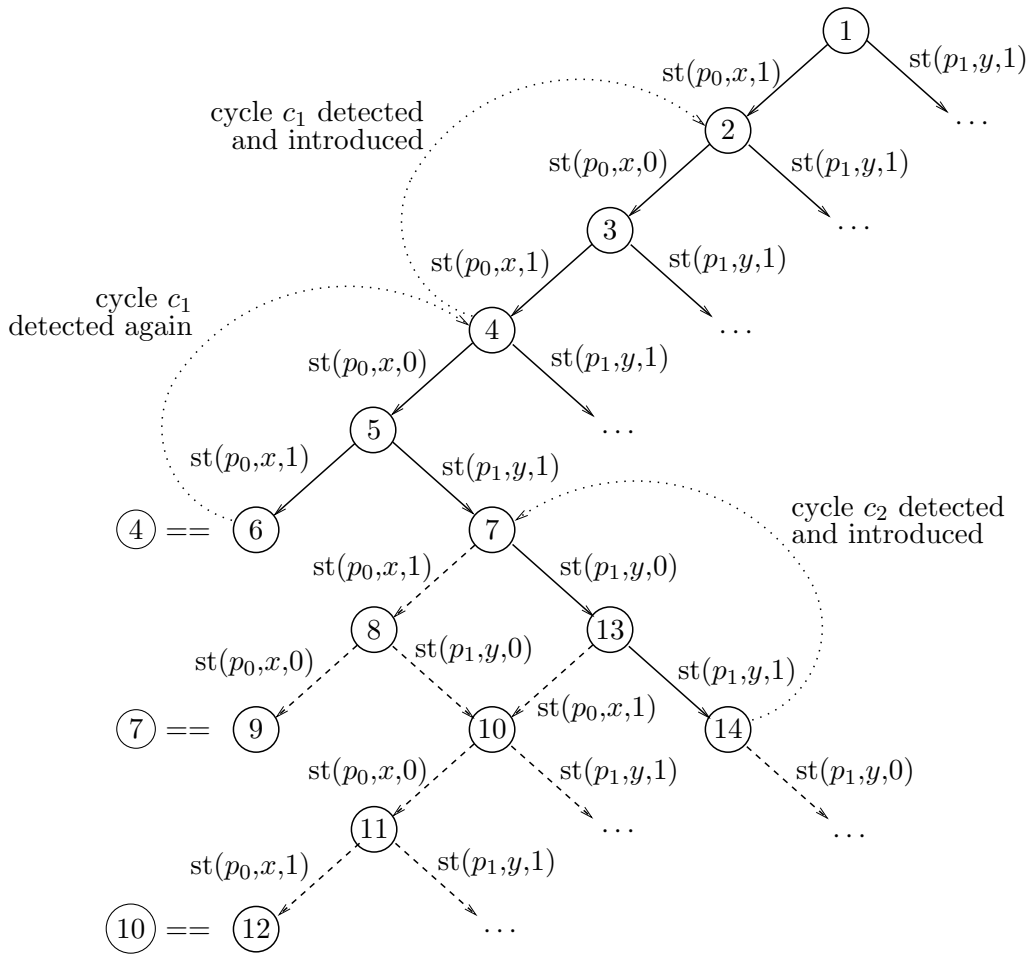 1
st(p₀,x,1)
st(p₁,y,1)
cycle c₁ detected
and introduced
2
. . .
st(p₀,x,0)
st(p₁,y,1)
3
. . .
st(p₀,x,1)
st(p₁,y,1)
cycle c₁
detected again
4
. . .
st(p₀,x,0)
st(p₁,y,1)
5
. . .
st(p₀,x,1)
st(p₁,y,1)
cycle c₂ detected
and introduced
4 == 6
7
st(p₀,x,1)
st(p₁,y,0)
8
13
st(p₀,x,0)
st(p₁,y,0)
st(p₁,y,1)
st(p₀,x,1)
7 == 9
10
14
st(p₀,x,0)
st(p₁,y,1)
st(p₁,y,0)
11
. . .
. . .
st(p₀,x,1)
st(p₁,y,1)
10 == 12
. . .